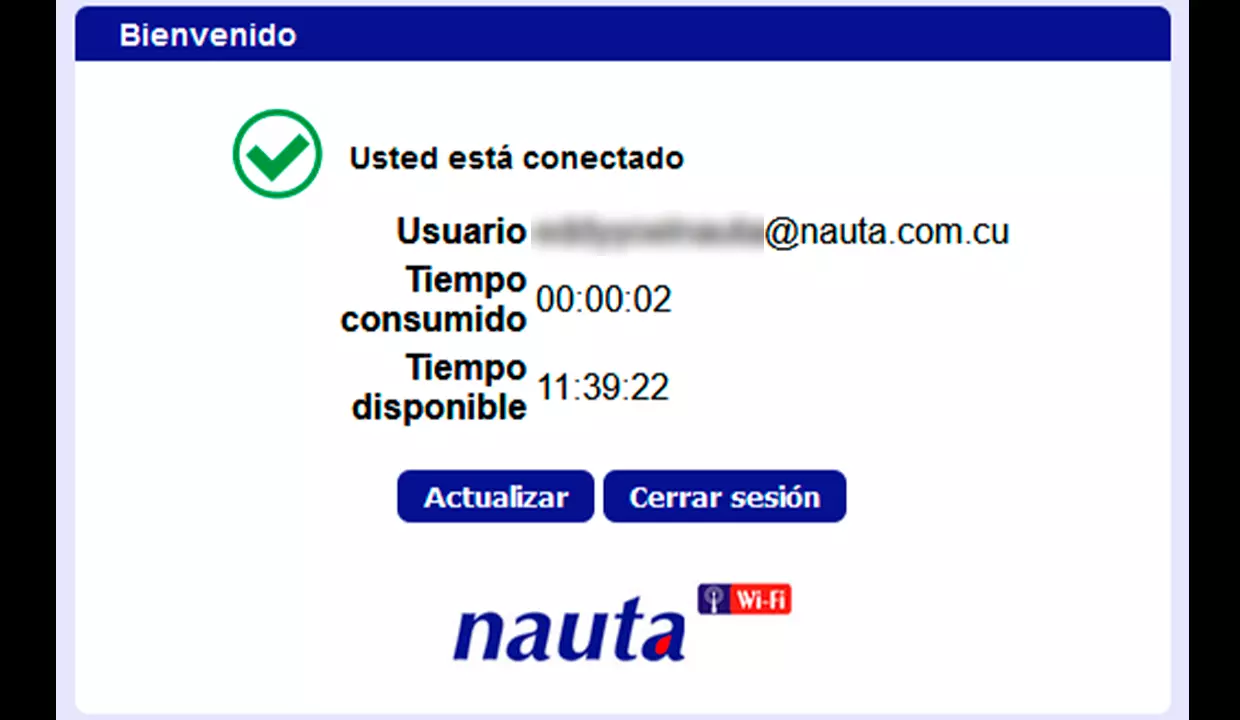 Bienvenido
Usted está conectado
Usuario @nauta.com.cu
Tiempo
consumido 00:00:02
Tiempo
disponible 11:39:22
Actualizar Cerrar sesión
nauta Wi-Fi